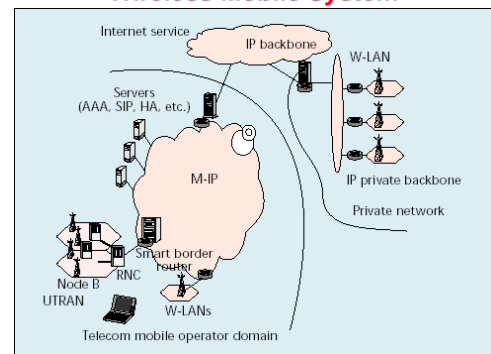 Wireless Mobile System
Internet service
IP backbone
W-LAN
Servers
(AAA, SIP, HA, etc.)
M-IP
IP private backbone
Private network
Smart border
router
Node B
RNC
UTRAN
W-LANs
Telecom mobile operator domain